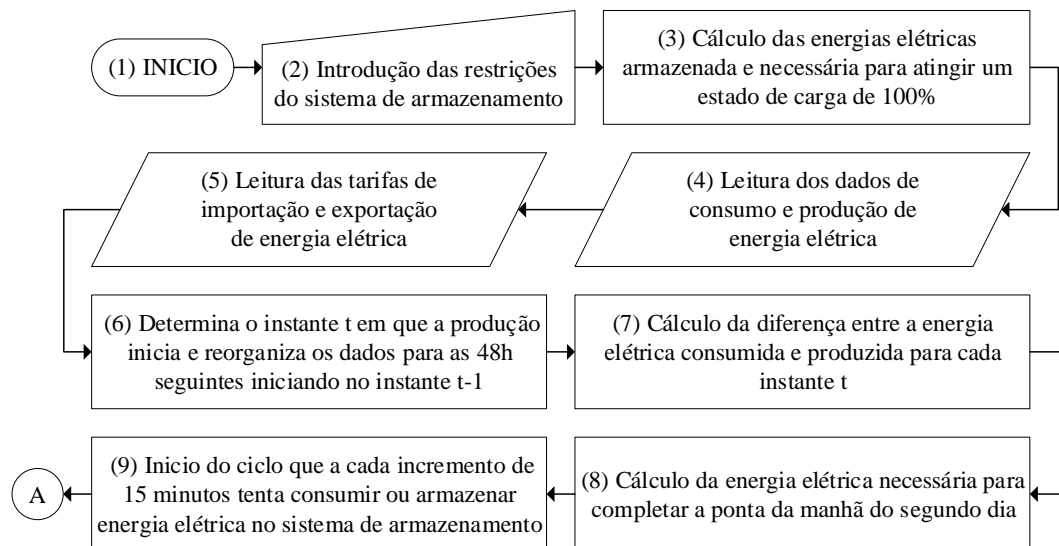 (1) INICIO
(2) Introdução das restrições
do sistema de armazenamento
(3) Cálculo das energias elétricas
armazenada e necessária para atingir um
estado de carga de 100%
(4) Leitura dos dados de
consumo e produção de
energia elétrica
(5) Leitura das tarifas de
importação e exportação
de energia elétrica
(6) Determina o instante t em que a produção
inicia e reorganiza os dados para as 48h
seguintes iniciando no instante t-1
(7) Cálculo da diferença entre a energia
elétrica consumida e produzida para cada
instante t
(8) Cálculo da energia elétrica necessária para
completar a ponta da manhã do segundo dia
(9) Inicio do ciclo que a cada incremento de
15 minutos tenta consumir ou armazenar
energia elétrica no sistema de armazenamento
A